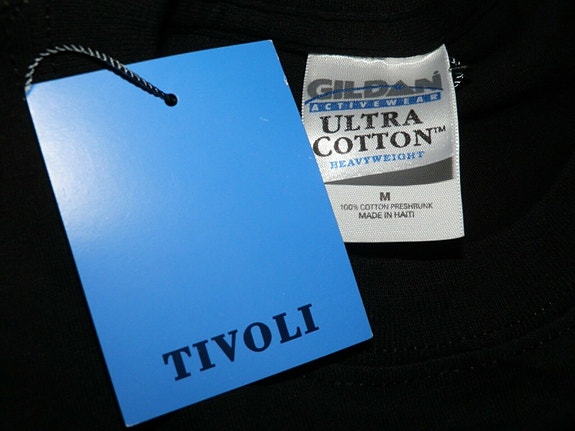 GILDAN
ACTIVEWEAR
ULTRA
COTTON™
HEAVYWEIGHT
M
100% COTTON PRESHRUNK
MADE IN HAITI
TIVOLI